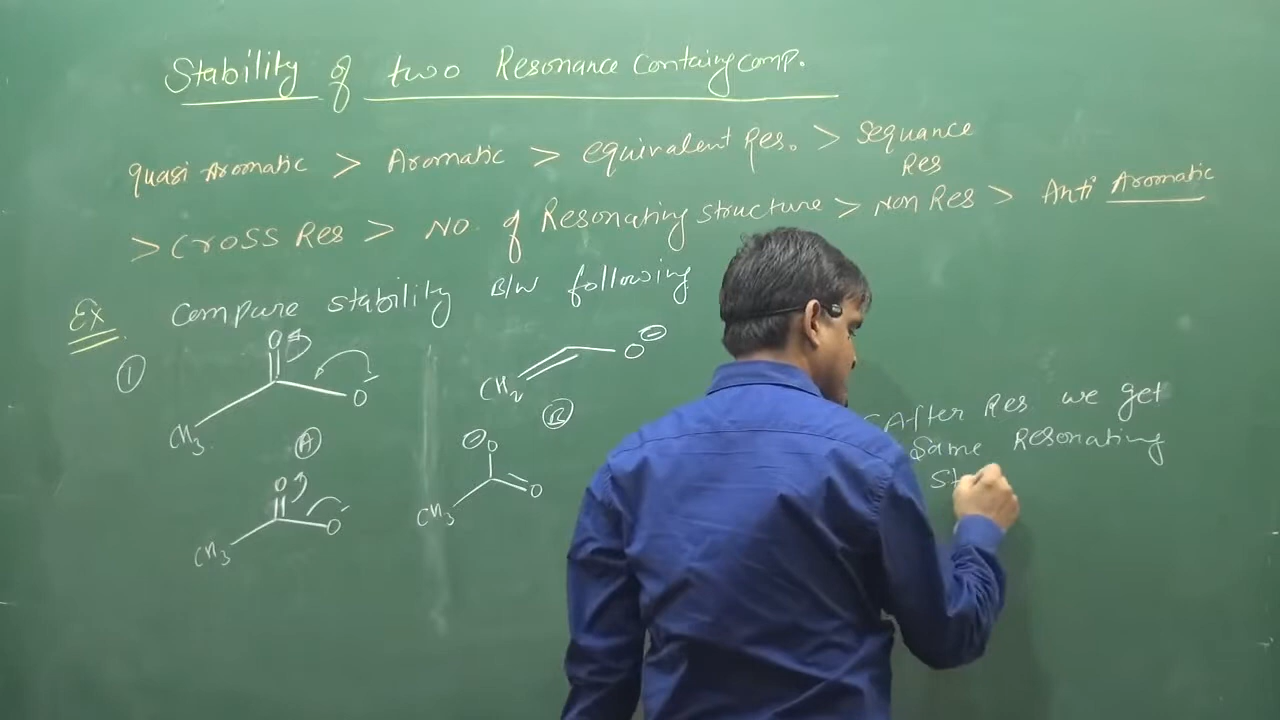 Stability of two Resonance Containg comp.
quasi Aromatic > Aromatic > equivalent Res. > Sequance Res
> Cross Res > No. of Resonating structure > Non Res > Anti Aromatic
Ex Compare stability B/W following
1
O
O
CH3
A
CH2
O
B
O
O
CH3
O
O
CH3
After Res we get
Same Resonating
St